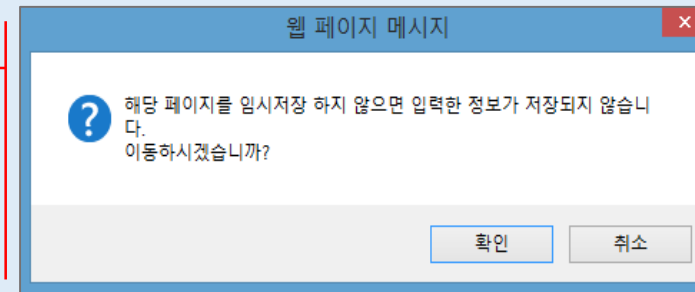 웹 페이지 메시지
해당 페이지를 임시저장 하지 않으면 입력한 정보가 저장되지 않습니
다.
이동하시겠습니까?
확인
취소